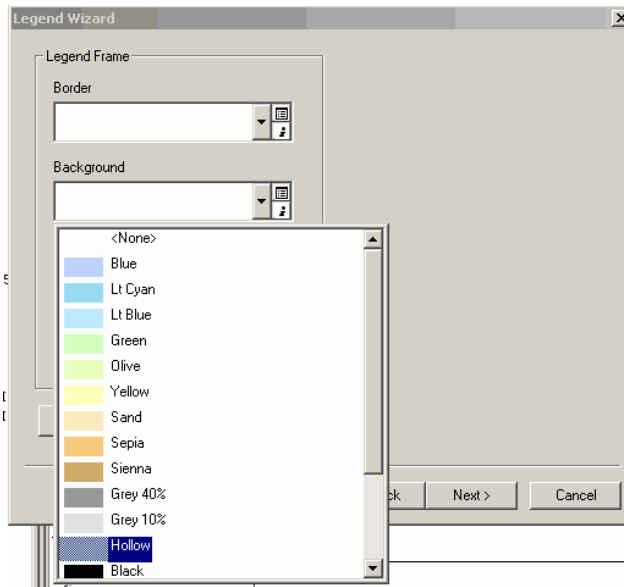 Legend Wizard
Legend Frame
Border
Background
<None>
Blue
Lt Cyan
Lt Blue
Green
Olive
Yellow
Sand
Sepia
Sienna
Grey 40%
Grey 10%
Hollow
Black
ck Next > Cancel